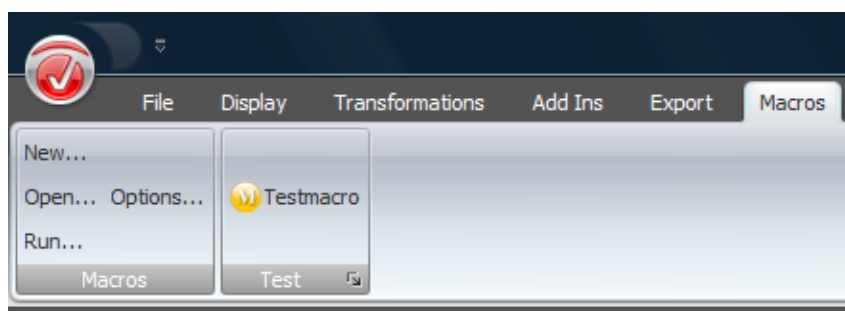 File Display Transformations Add Ins Export Macros
New...
Open... Options... Testmacro
Run...
Macros Test